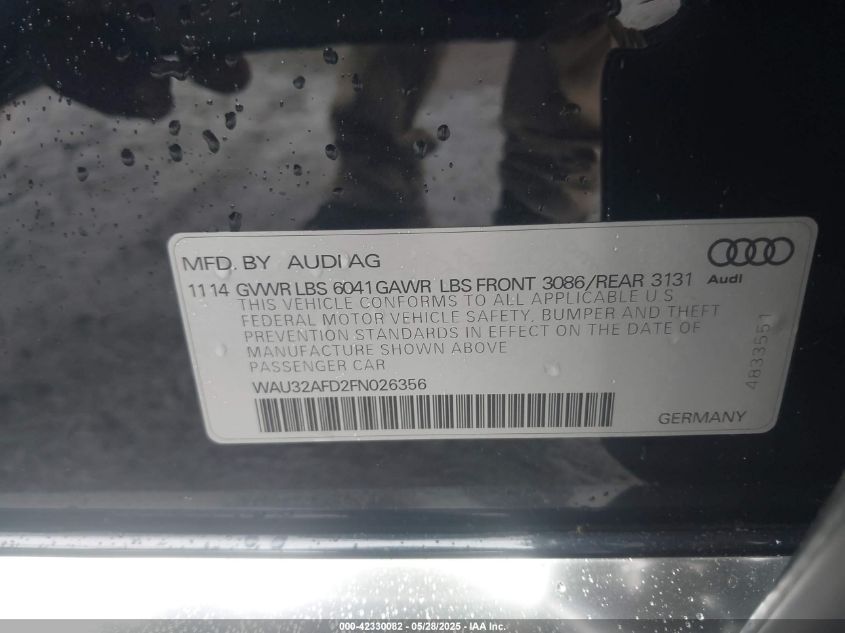 MFD. BY AUDI AG
11 14 GVWR LBS 6041 GAWR LBS FRONT 3086/REAR 3131
Audi
THIS VEHICLE CONFORMS TO ALL APPLICABLE U.S
FEDERAL MOTOR VEHICLE SAFETY, BUMPER AND THEFT
PREVENTION STANDARDS IN EFFECT ON THE DATE OF
MANUFACTURE SHOWN ABOVE
PASSENGER CAR
WAU32AFD2FN026356
4833551
GERMANY
000-42330082 - 05/28/2025 - IAA Inc.